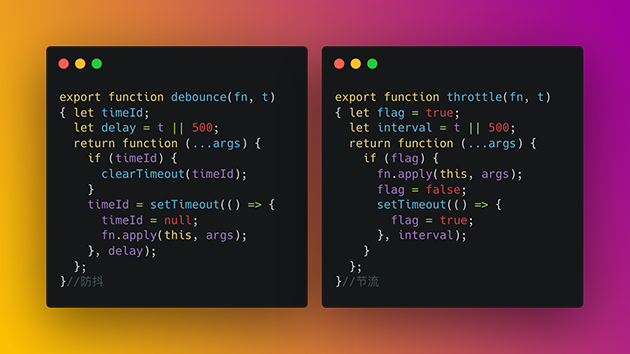 export function debounce(fn, t)
{ let timeId;
  let delay = t || 500;
  return function (...args) {
    if (timeId) {
      clearTimeout(timeId);
    }
    timeId = setTimeout(() => {
      timeId = null;
      fn.apply(this, args);
    }, delay);
  };
}//防抖
export function throttle(fn, t)
{ let flag = true;
  let interval = t || 500;
  return function (...args) {
    if (flag) {
      fn.apply(this, args);
      flag = false;
      setTimeout(() => {
        flag = true;
      }, interval);
    }
  };
}//节流